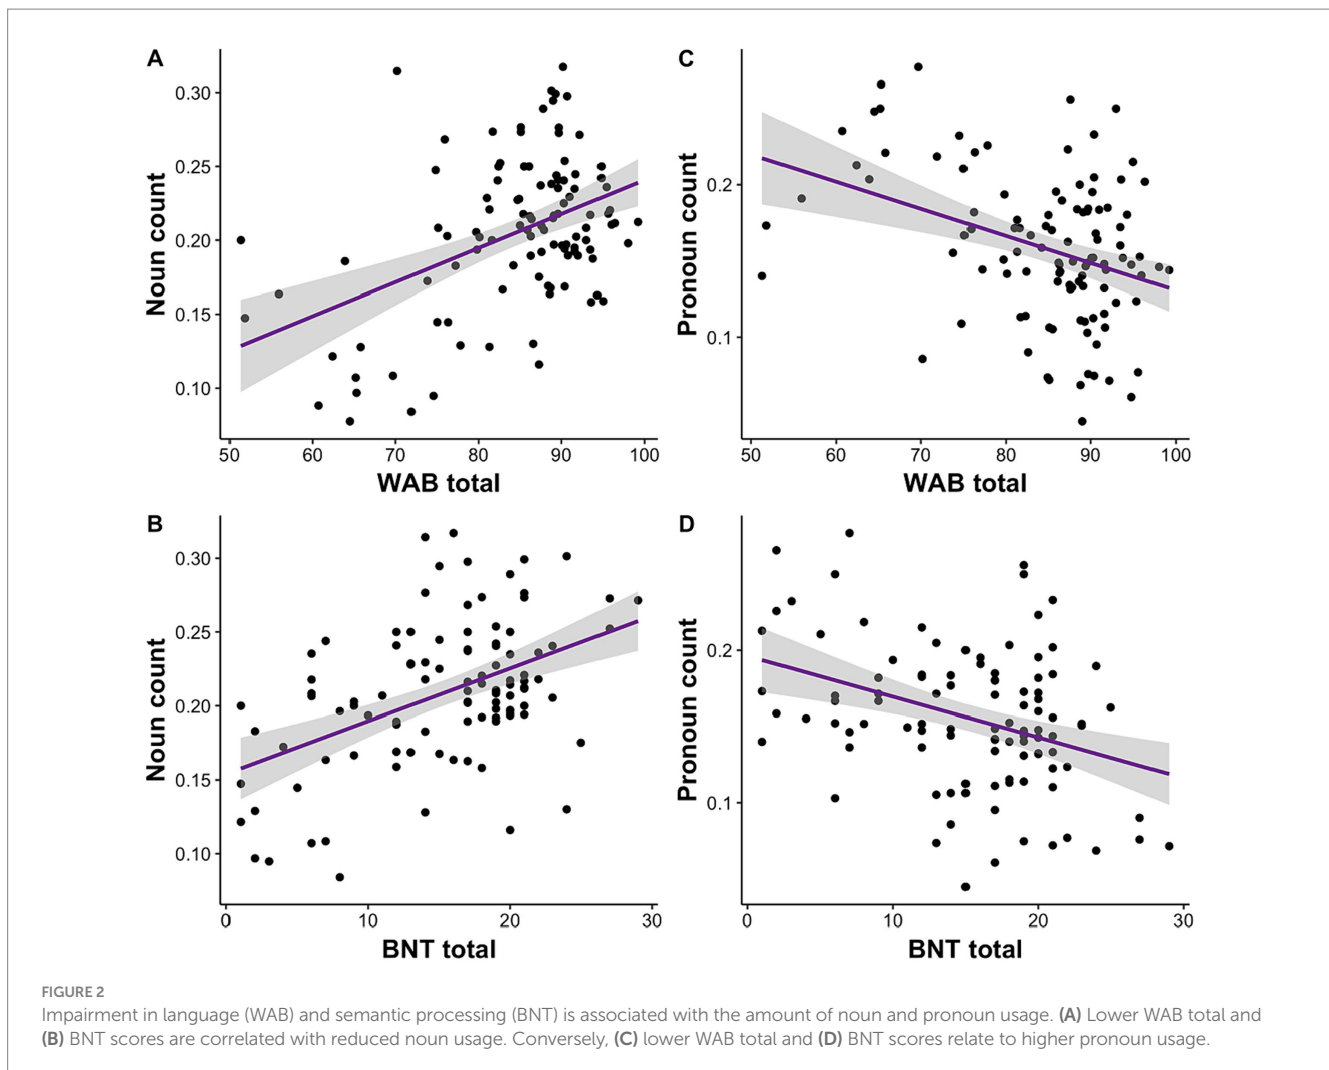 A
0.30
0.25
0.20
0.15
0.10
Noun count
50 60 70 80 90 100
WAB total
C
0.2
0.1
Pronoun count
50 60 70 80 90 100
WAB total
B
0.30
0.25
0.20
0.15
0.10
Noun count
0 10 20 30
BNT total
D
0.2
0.1
Pronoun count
0 10 20 30
BNT total
FIGURE 2
Impairment in language (WAB) and semantic processing (BNT) is associated with the amount of noun and pronoun usage. (A) Lower WAB total and
(B) BNT scores are correlated with reduced noun usage. Conversely, (C) lower WAB total and (D) BNT scores relate to higher pronoun usage.